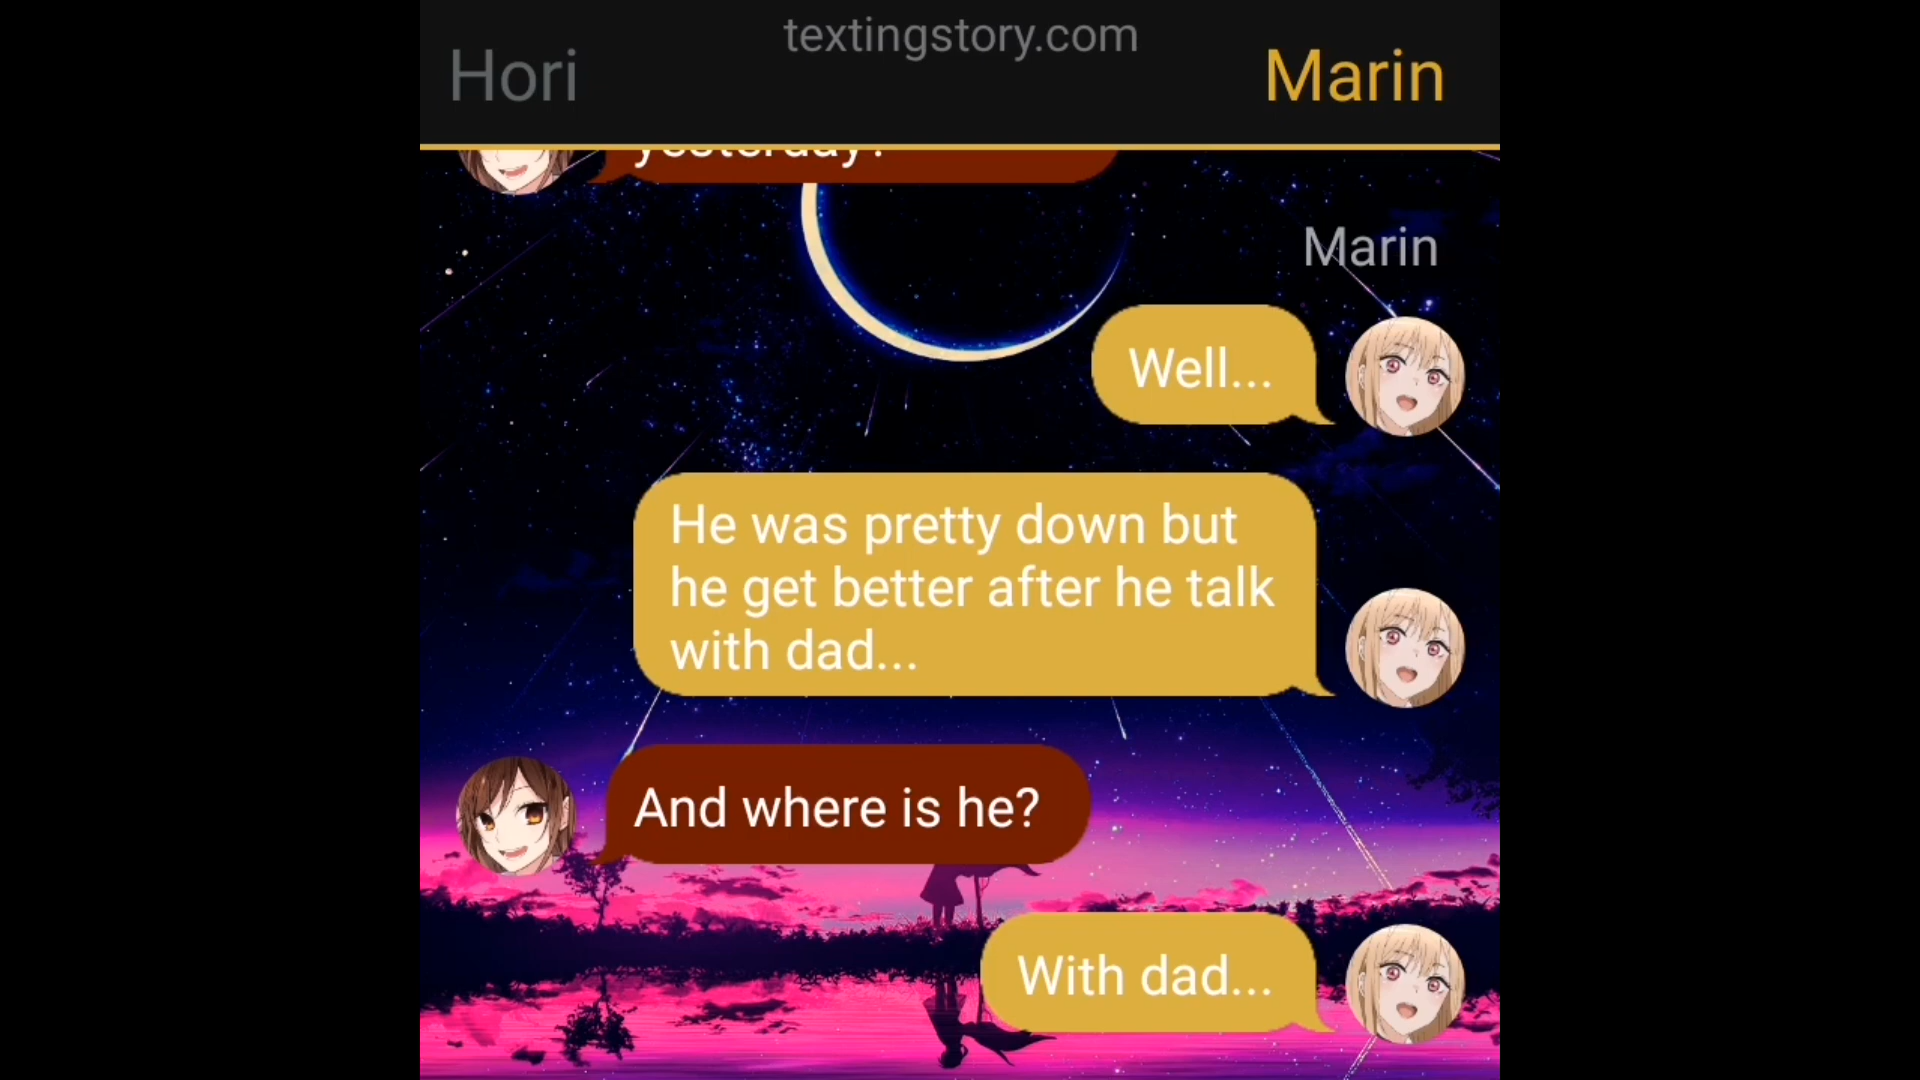 textingstory.com
Hori
Marin
yesterday?
Marin
Well...
He was pretty down but
he get better after he talk
with dad...
And where is he?
With dad...